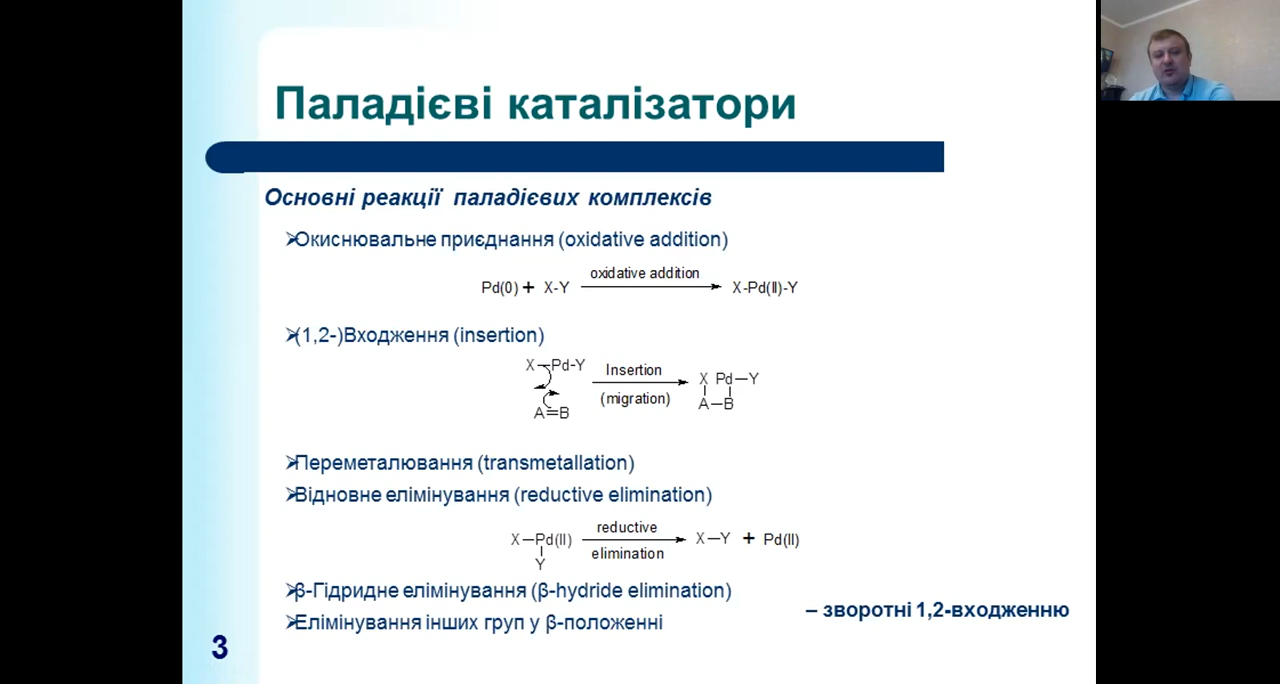 Паладієві каталізатори
Основні реакції паладієвих комплексів
➢Окиснювальне приєднання (oxidative addition)
oxidative addition
Pd(0) + X-Y
X-Pd(II)-Y
➢(1,2-)Входження (insertion)
X—Pd-Y
Insertion
(migration)
A=B
X Pd—Y
A—B
➢Переметалювання (transmetallation)
➢Відновне елімінування (reductive elimination)
X—Pd(II)
Y
reductive
elimination
X—Y + Pd(II)
➢β-Гідридне елімінування (β-hydride elimination)
– зворотні 1,2-входженню
➢Елімінування інших груп у β-положенні
3